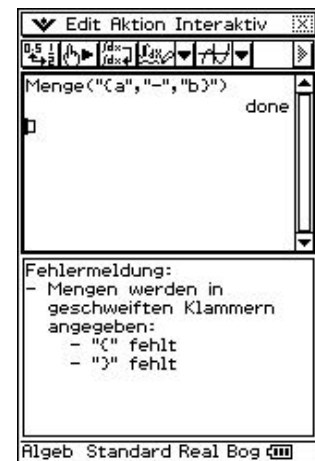 Edit Aktion Interaktiv
Menge("{a","-","b}")
done
Fehlermeldung:
- Mengen werden in
geschweiften Klammern
angegeben:
- "{" fehlt
- "}" fehlt
Algeb Standard Real Bog